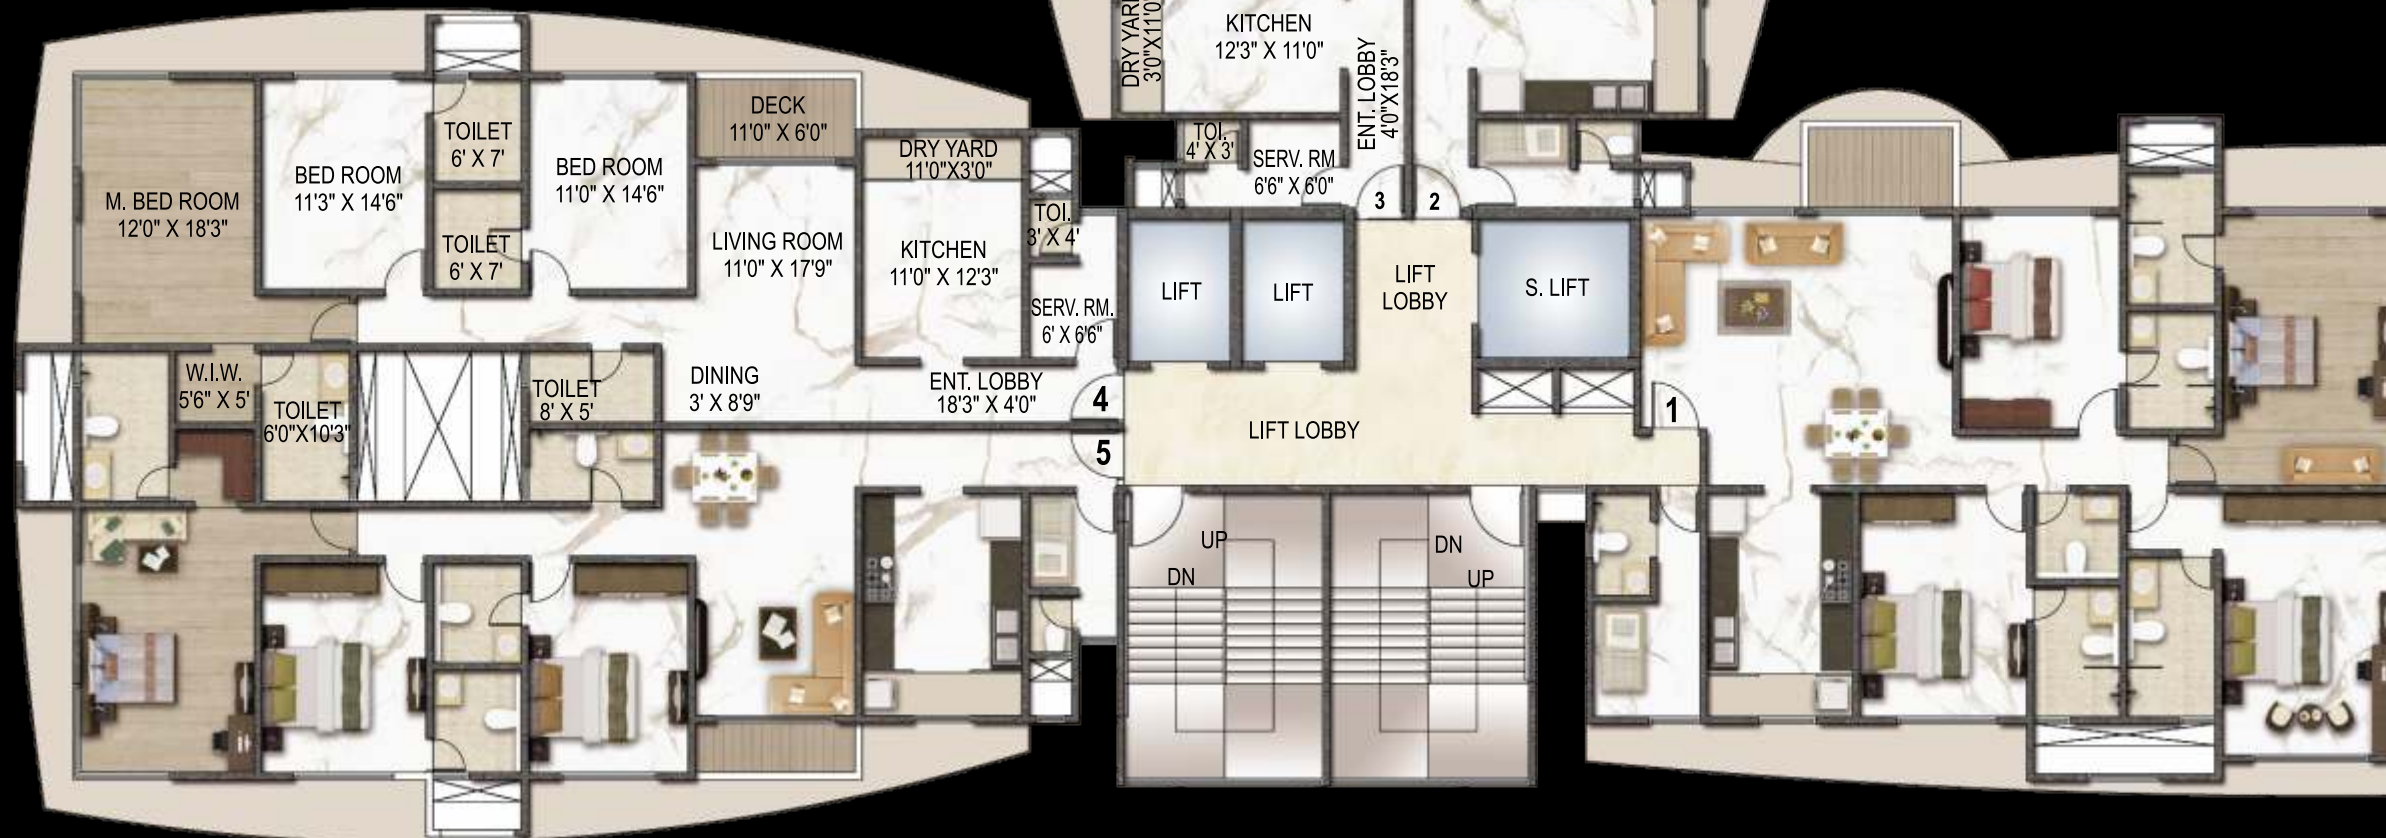 DRY YARD
3'0"X11'0
KITCHEN
12'3" X 11'0"
ENT. LOBBY
4'0"X18'3"
TOI.
4' X 3'
SERV. RM
6'6" X 6'0"
3
2
M. BED ROOM
12'0" X 18'3"
BED ROOM
11'3" X 14'6"
TOILET
6' X 7'
TOILET
6' X 7'
BED ROOM
11'0" X 14'6"
DECK
11'0" X 6'0"
LIVING ROOM
11'0" X 17'9"
DRY YARD
11'0"X3'0"
KITCHEN
11'0" X 12'3"
TOI.
3' X 4'
SERV. RM.
6' X 6'6"
LIFT
LIFT
LIFT
LOBBY
S. LIFT
W.I.W.
5'6" X 5'
TOILET
6'0"X10'3"
TOILET
8' X 5'
DINING
3' X 8'9"
ENT. LOBBY
18'3" X 4'0"
4
5
LIFT LOBBY
1
UP
DN
DN
UP